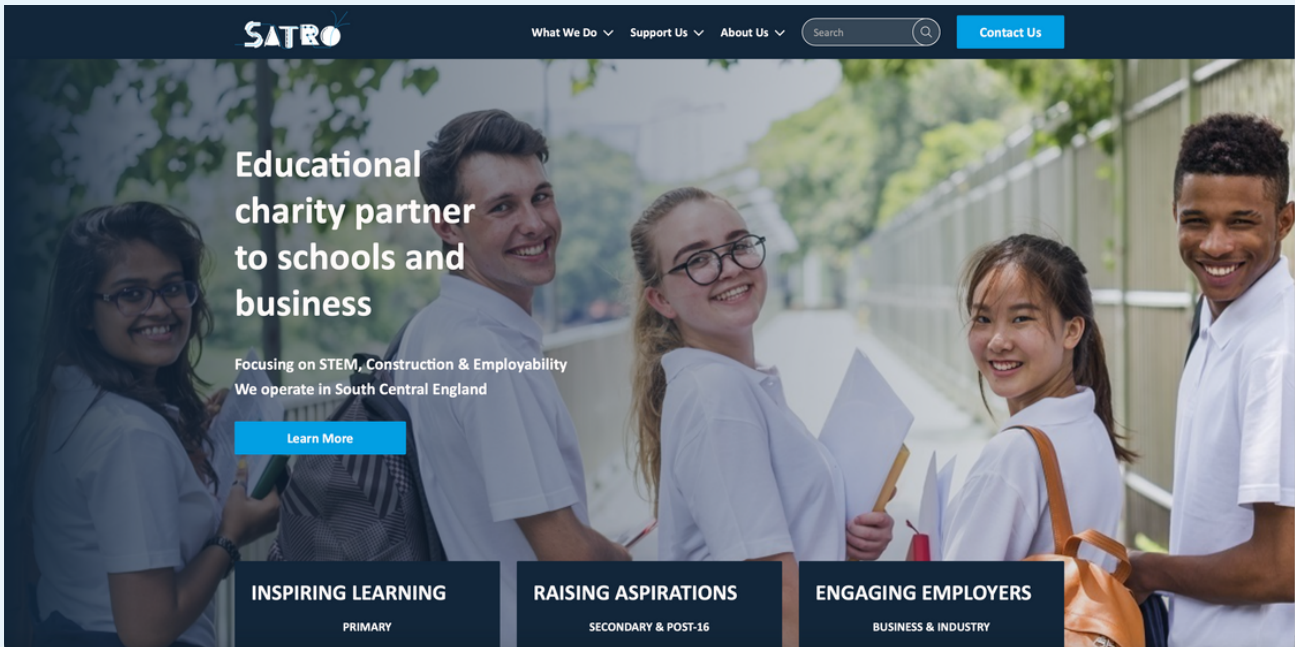 SATRO
What We Do
Support Us
About Us
Search
Contact Us
Educational
charity partner
to schools and
business
Focusing on STEM, Construction & Employability
We operate in South Central England
Learn More
INSPIRING LEARNING
PRIMARY
RAISING ASPIRATIONS
SECONDARY & POST-16
ENGAGING EMPLOYERS
BUSINESS & INDUSTRY